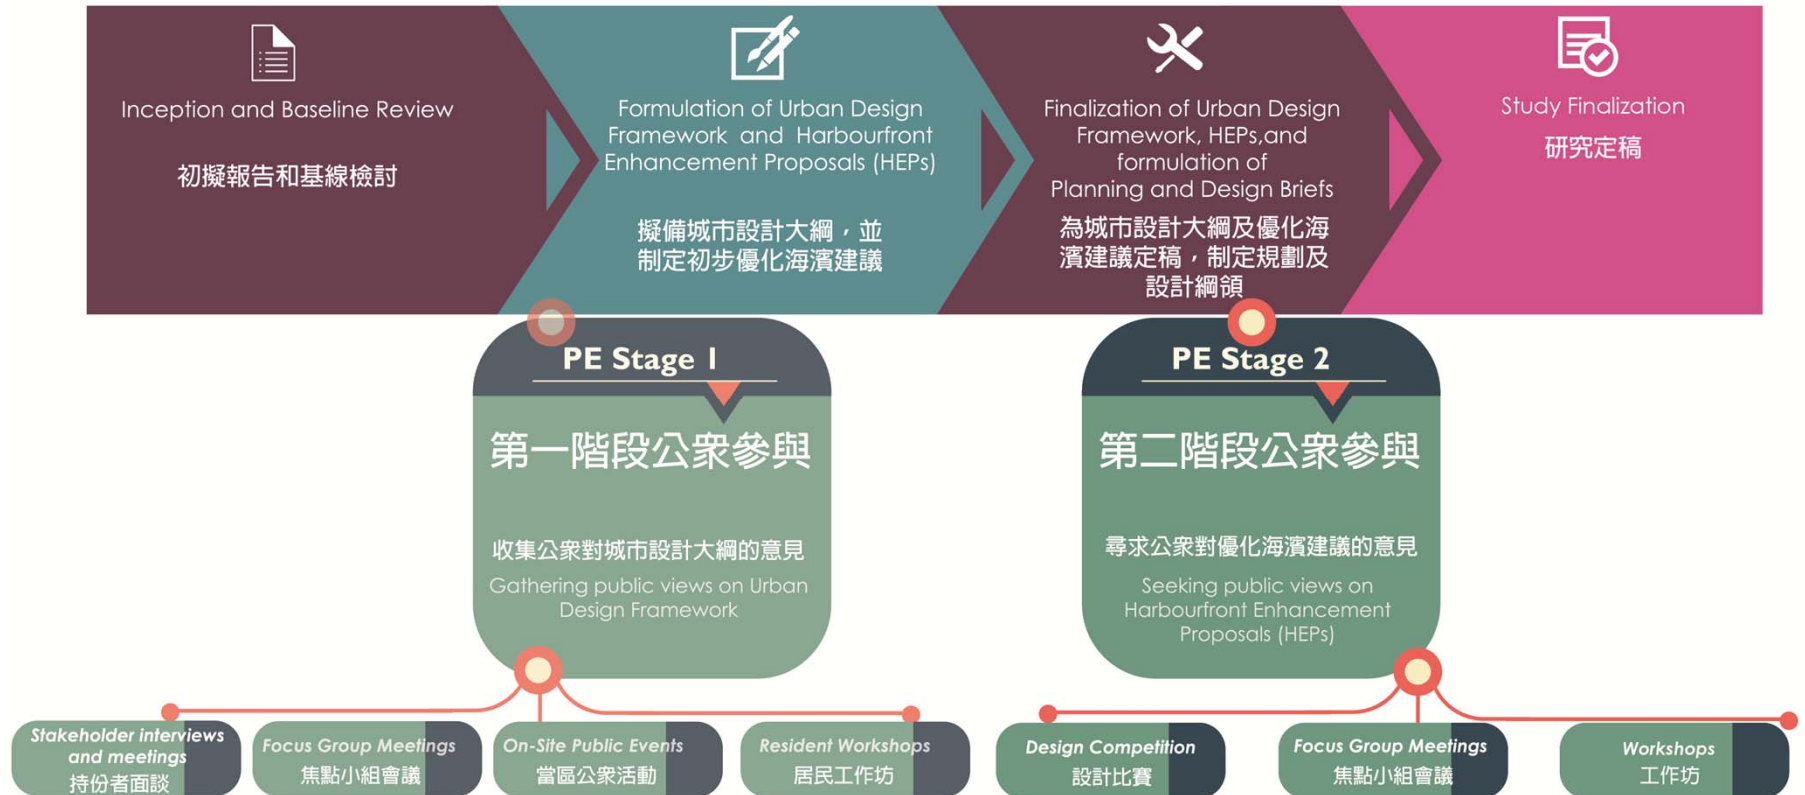 Inception and Baseline Review
初擬報告和基線檢討
Formulation of Urban Design
Framework and Harbourfront
Enhancement Proposals (HEPs)
擬備城市設計大綱，並
制定初步優化海濱建議
Finalization of Urban Design
Framework, HEPs,and
formulation of
Planning and Design Briefs
為城市設計大綱及優化海
濱建議定稿，制定規劃及
設計綱領
Study Finalization
研究定稿
PE Stage 1
第一階段公眾參與
收集公眾對城市設計大綱的意見
Gathering public views on Urban
Design Framework
PE Stage 2
第二階段公眾參與
尋求公眾對優化海濱建議的意見
Seeking public views on
Harbourfront Enhancement
Proposals (HEPs)
Stakeholder interviews
and meetings
持份者面談
Focus Group Meetings
焦點小組會議
On-Site Public Events
當區公眾活動
Resident Workshops
居民工作坊
Design Competition
設計比賽
Focus Group Meetings
焦點小組會議
Workshops
工作坊